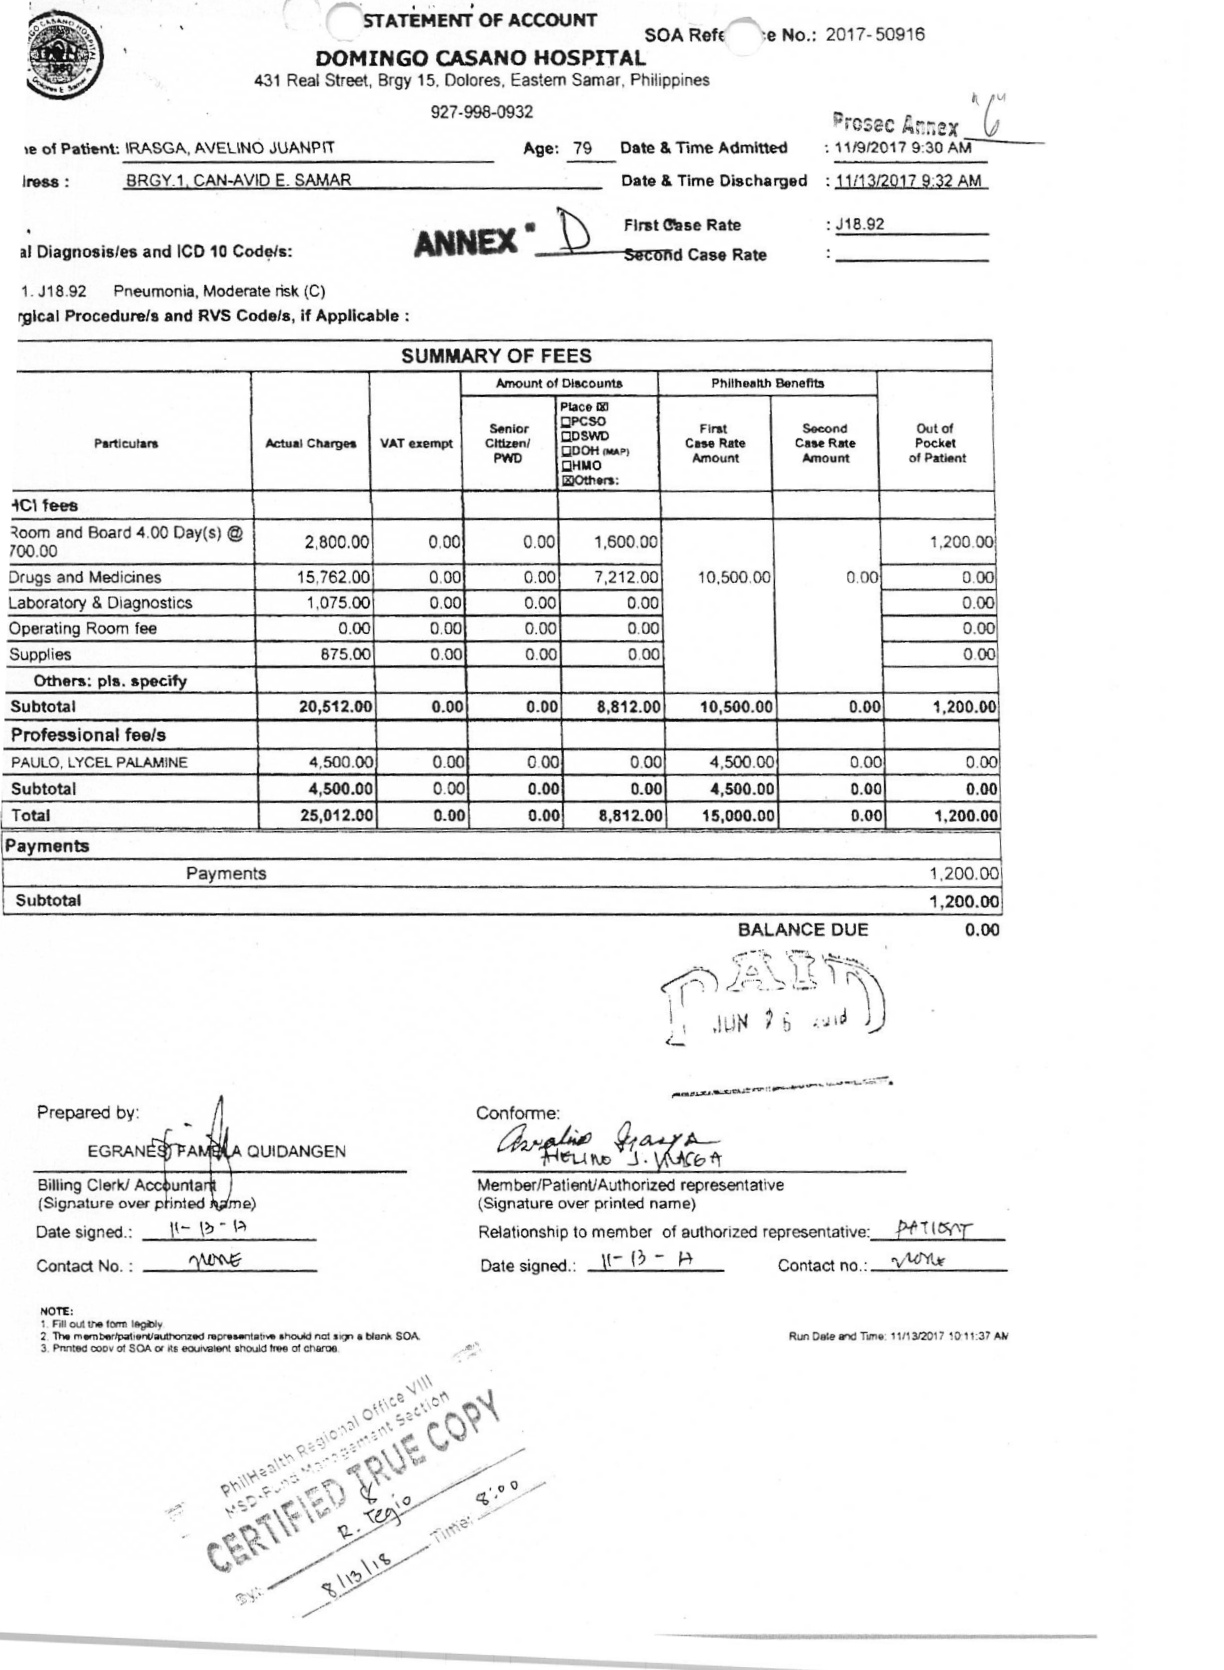 STATEMENT OF ACCOUNT
SOA Refe e No.: 2017-50916
DOMINGO CASANO HOSPITAL
431 Real Street, Brgy 15, Dolores, Eastern Samar, Philippines
927-998-0932
Prosec Annex "G"
e of Patient: IRASGA, AVELINO JUANPIT Age: 79 Date & Time Admitted : 11/9/2017 9:30 AM
ress : BRGY.1, CAN-AVID E. SAMAR Date & Time Discharged : 11/13/2017 9:32 AM
ANNEX " D First Case Rate : J18.92
al Diagnosis/es and ICD 10 Code/s: Second Case Rate :
1. J18.92 Pneumonia, Moderate risk (C)
rgical Procedure/s and RVS Code/s, if Applicable :
SUMMARY OF FEES
Particulars Actual Charges VAT exempt Amount of Discounts Philhealth Benefits Out of Pocket of Patient
Senior Citizen/ PWD
Place ☒
☐PCSO
☐DSWD
☐DOH (MAP)
☐HMO
☒Others:
First Case Rate Amount
Second Case Rate Amount
HCI fees
Room and Board 4.00 Day(s) @ 700.00 2,800.00 0.00 0.00 1,600.00 1,200.00
Drugs and Medicines 15,762.00 0.00 0.00 7,212.00 10,500.00 0.00 0.00
Laboratory & Diagnostics 1,075.00 0.00 0.00 0.00 0.00
Operating Room fee 0.00 0.00 0.00 0.00 0.00
Supplies 875.00 0.00 0.00 0.00 0.00
Others: pls. specify
Subtotal 20,512.00 0.00 0.00 8,812.00 10,500.00 0.00 1,200.00
Professional fee/s
PAULO, LYCEL PALAMINE 4,500.00 0.00 0.00 0.00 4,500.00 0.00 0.00
Subtotal 4,500.00 0.00 0.00 0.00 4,500.00 0.00 0.00
Total 25,012.00 0.00 0.00 8,812.00 15,000.00 0.00 1,200.00
Payments
Payments 1,200.00
Subtotal 1,200.00
BALANCE DUE 0.00
PAID
JUN 26 2018
Prepared by: Conforme:
EGRANES, PAMELA QUIDANGEN AVELINO J. IRASGA
Billing Clerk/ Accountant Member/Patient/Authorized representative
(Signature over printed name) (Signature over printed name)
Date signed.: 11-13-17 Relationship to member of authorized representative: PATIENT
Contact No. : NONE Date signed.: 11-13-17 Contact no.: NONE
NOTE:
1. Fill out the form legibly.
2. The member/patient/authorized representative should not sign a blank SOA. Run Date and Time: 11/13/2017 10:11:37 AM
3. Printed copy of SOA or its equivalent should free of charge.
PhilHealth Regional Office VIII
MSD-Fund Management Section
CERTIFIED TRUE COPY
R. Tegio
By: Time: 8:00
8/13/18